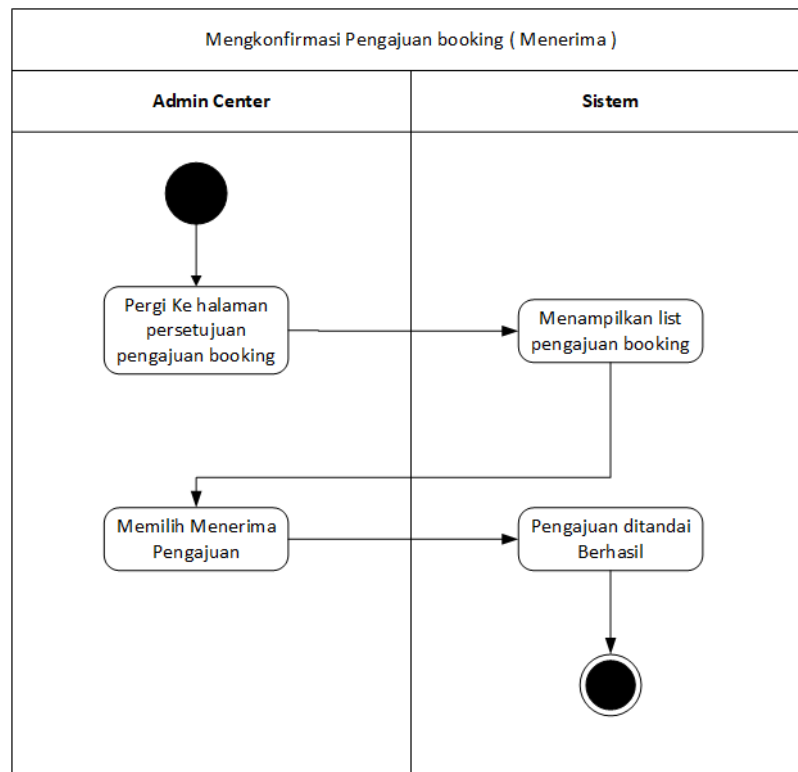 Mengkonfirmasi Pengajuan booking ( Menerima )
Admin Center
Sistem
Pergi Ke halaman
persetujuan
pengajuan booking
Menampilkan list
pengajuan booking
Memilih Menerima
Pengajuan
Pengajuan ditandai
Berhasil